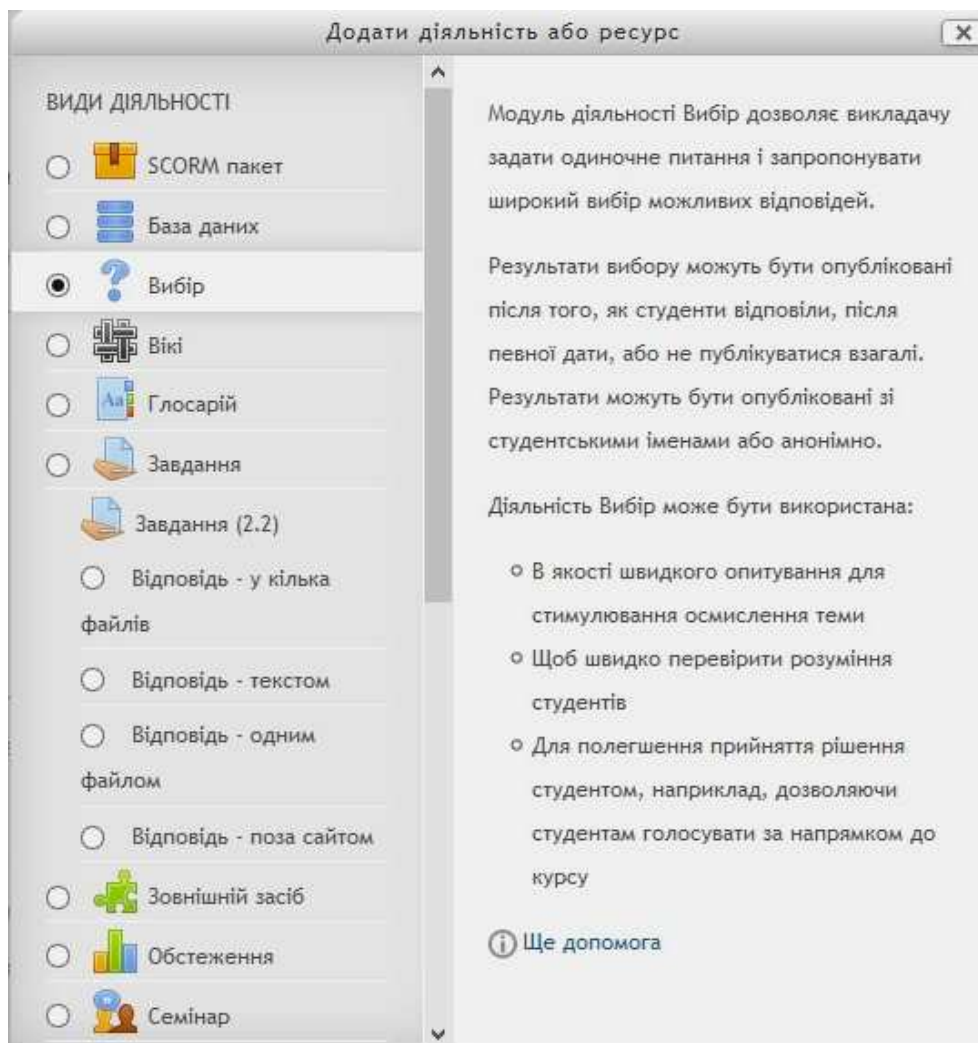 Додати діяльність або ресурс
ВИДИ ДІЯЛЬНОСТІ
SCORM пакет
База даних
Вибір
Вікі
Глосарій
Завдання
Завдання (2.2)
Відповідь - у кілька
файлів
Відповідь - текстом
Відповідь - одним
файлом
Відповідь - поза сайтом
Зовнішній засіб
Обстеження
Семінар
Модуль діяльності Вибір дозволяє викладачу
задати одиночне питання і запропонувати
широкий вибір можливих відповідей.
Результати вибору можуть бути опубліковані
після того, як студенти відповіли, після
певної дати, або не публікуватися взагалі.
Результати можуть бути опубліковані зі
студентськими іменами або анонімно.
Діяльність Вибір може бути використана:
В якості швидкого опитування для
стимулювання осмислення теми
Щоб швидко перевірити розуміння
студентів
Для полегшення прийняття рішення
студентом, наприклад, дозволяючи
студентам голосувати за напрямком до
курсу
Ще допомога